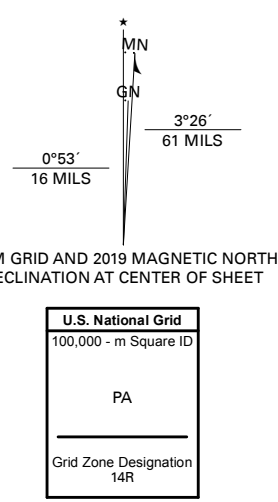 MN
GN
3°26´
61 MILS
0°53´
16 MILS
M GRID AND 2019 MAGNETIC NORTH
ECLINATION AT CENTER OF SHEET
U.S. National Grid
100,000 - m Square ID
PA
Grid Zone Designation
14R